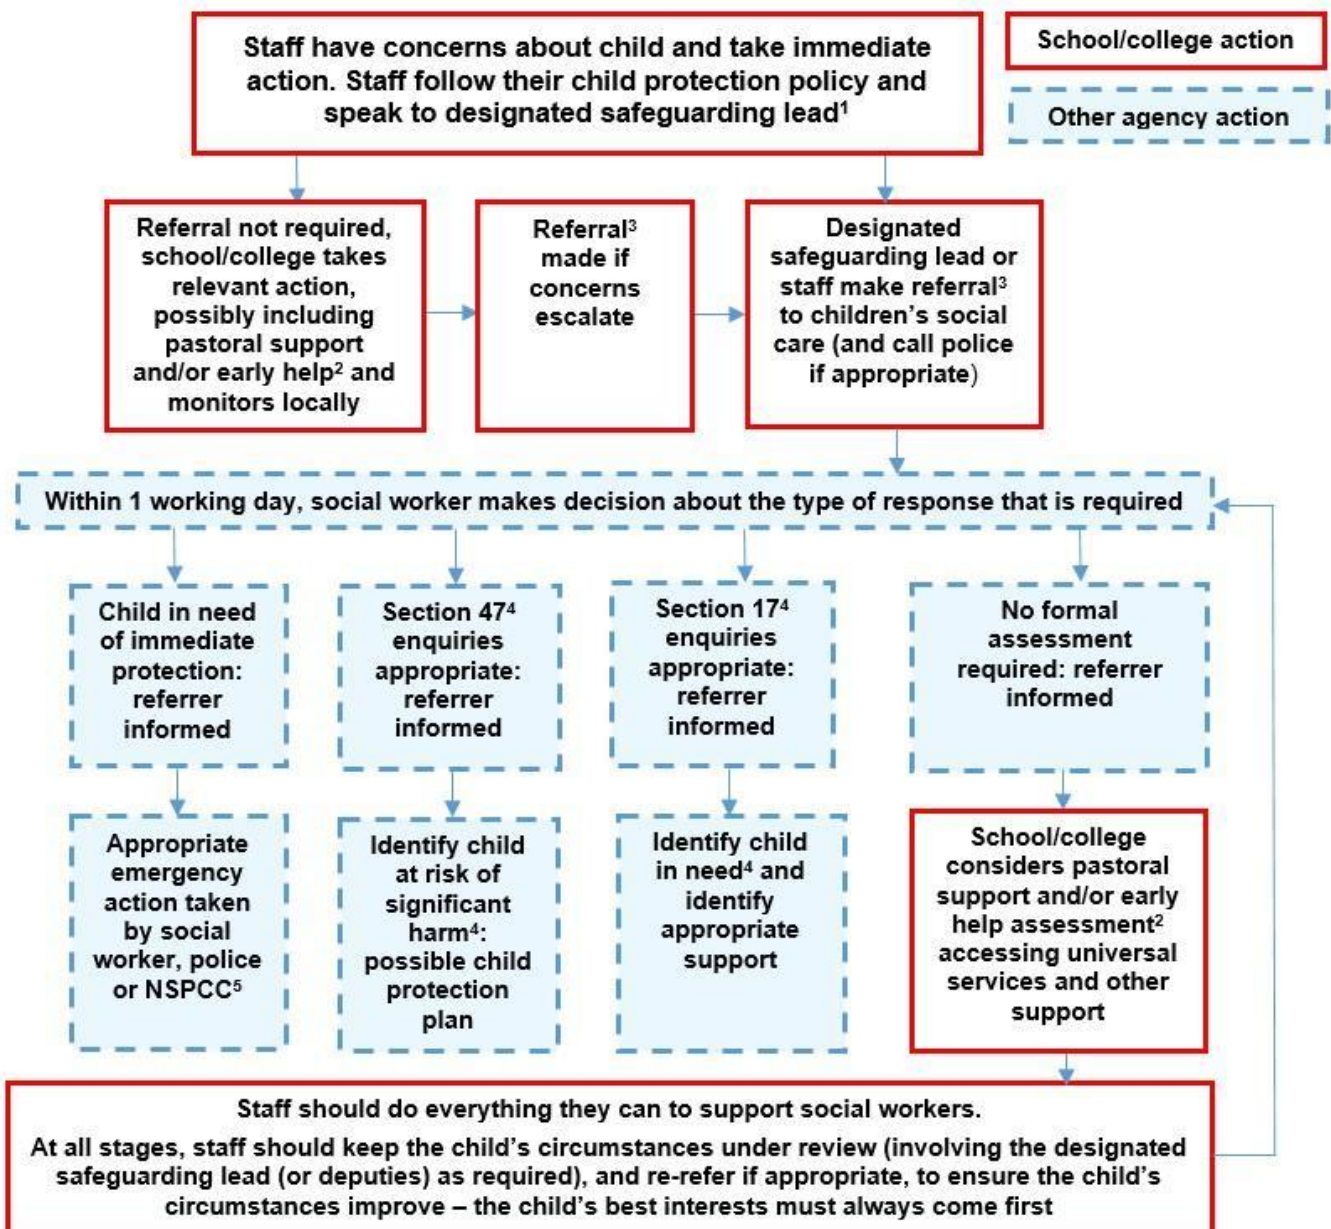 Staff have concerns about child and take immediate
action. Staff follow their child protection policy and
speak to designated safeguarding lead¹
School/college action
Other agency action
Referral not required,
school/college takes
relevant action,
possibly including
pastoral support
and/or early help² and
monitors locally
Referral³
made if
concerns
escalate
Designated
safeguarding lead or
staff make referral³
to children’s social
care (and call police
if appropriate)
Within 1 working day, social worker makes decision about the type of response that is required
Child in need
of immediate
protection:
referrer
informed
Section 47⁴
enquiries
appropriate:
referrer
informed
Section 17⁴
enquiries
appropriate:
referrer
informed
No formal
assessment
required: referrer
informed
Appropriate
emergency
action taken
by social
worker, police
or NSPCC⁵
Identify child
at risk of
significant
harm⁴:
possible child
protection
plan
Identify child
in need⁴ and
identify
appropriate
support
School/college
considers pastoral
support and/or early
help assessment²
accessing universal
services and other
support
Staff should do everything they can to support social workers.
At all stages, staff should keep the child’s circumstances under review (involving the designated
safeguarding lead (or deputies) as required), and re-refer if appropriate, to ensure the child’s
circumstances improve – the child’s best interests must always come first